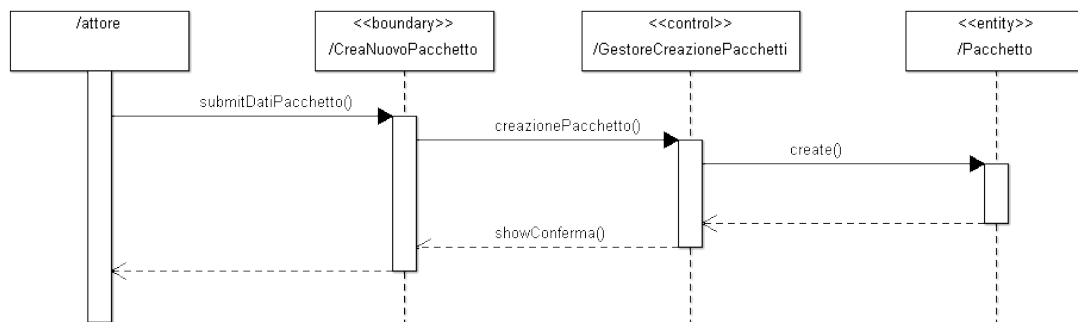 /attore
<<boundary>>
/CreaNuovoPacchetto
<<control>>
/GestoreCreazionePacchetti
<<entity>>
/Pacchetto
submitDatiPacchetto()
creazionePacchetto()
create()
showConferma()